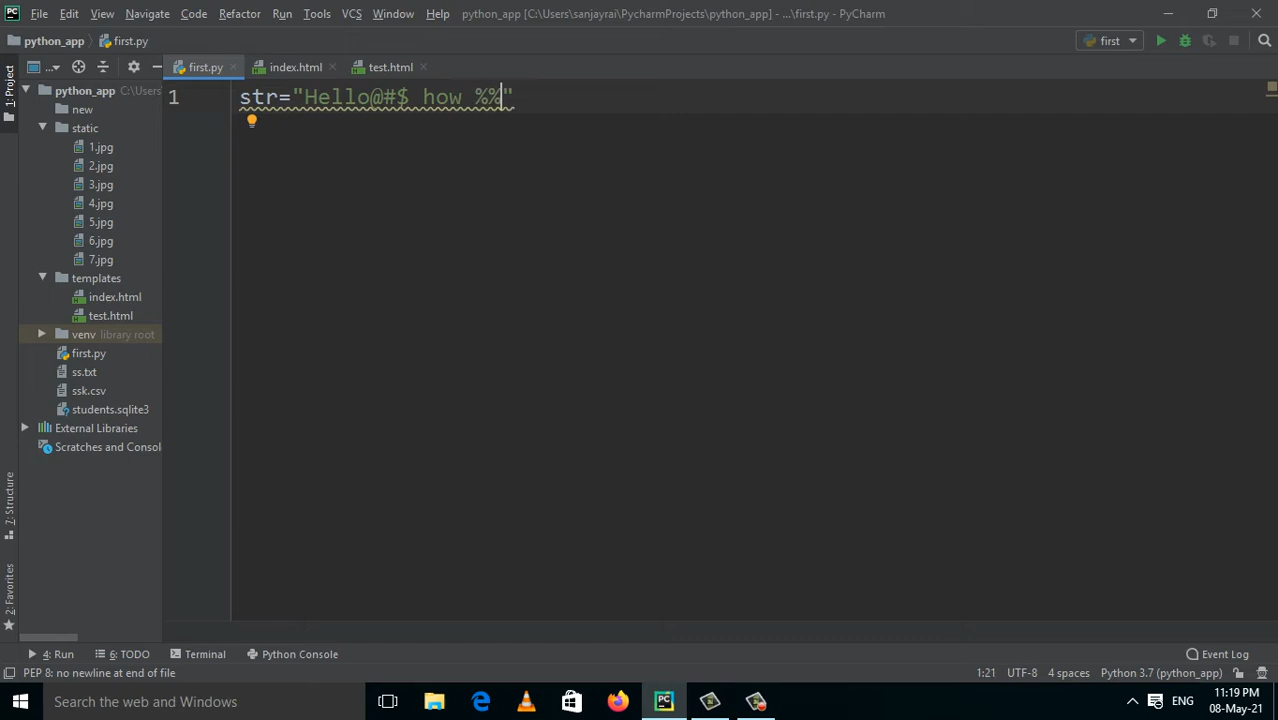 PC File Edit View Navigate Code Refactor Run Tools VCS Window Help python_app [C:\Users\sanjayrai\PycharmProjects\python_app] - ...\first.py - PyCharm
python_app first.py first
1: Project ... first.py index.html test.html
python_app C:\Users
1 str="Hello@#$ how %%"
new
static
1.jpg
2.jpg
3.jpg
4.jpg
5.jpg
6.jpg
7.jpg
templates
index.html
test.html
venv library root
first.py
ss.txt
ssk.csv
students.sqlite3
External Libraries
Scratches and Consol
7: Structure
2: Favorites
4: Run 6: TODO Terminal Python Console Event Log
PEP 8: no newline at end of file 1:21 UTF-8 4 spaces Python 3.7 (python_app)
Search the web and Windows PC ENG 11:19 PM
08-May-21